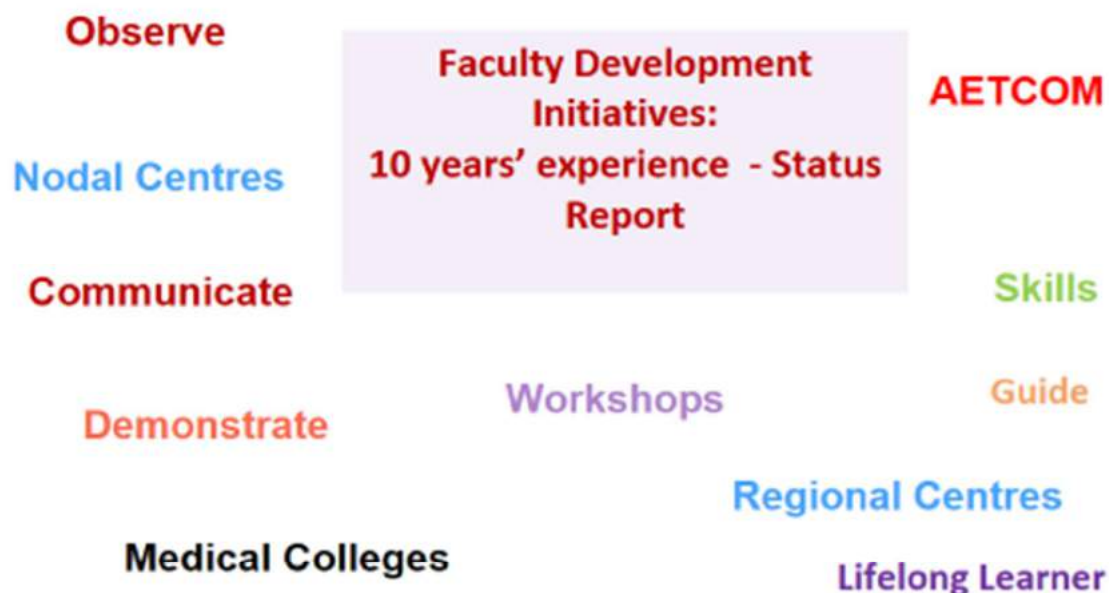 Observe
Faculty Development
Initiatives:
10 years’ experience - Status
Report
AETCOM
Nodal Centres
Communicate
Skills
Workshops
Guide
Demonstrate
Regional Centres
Medical Colleges
Lifelong Learner